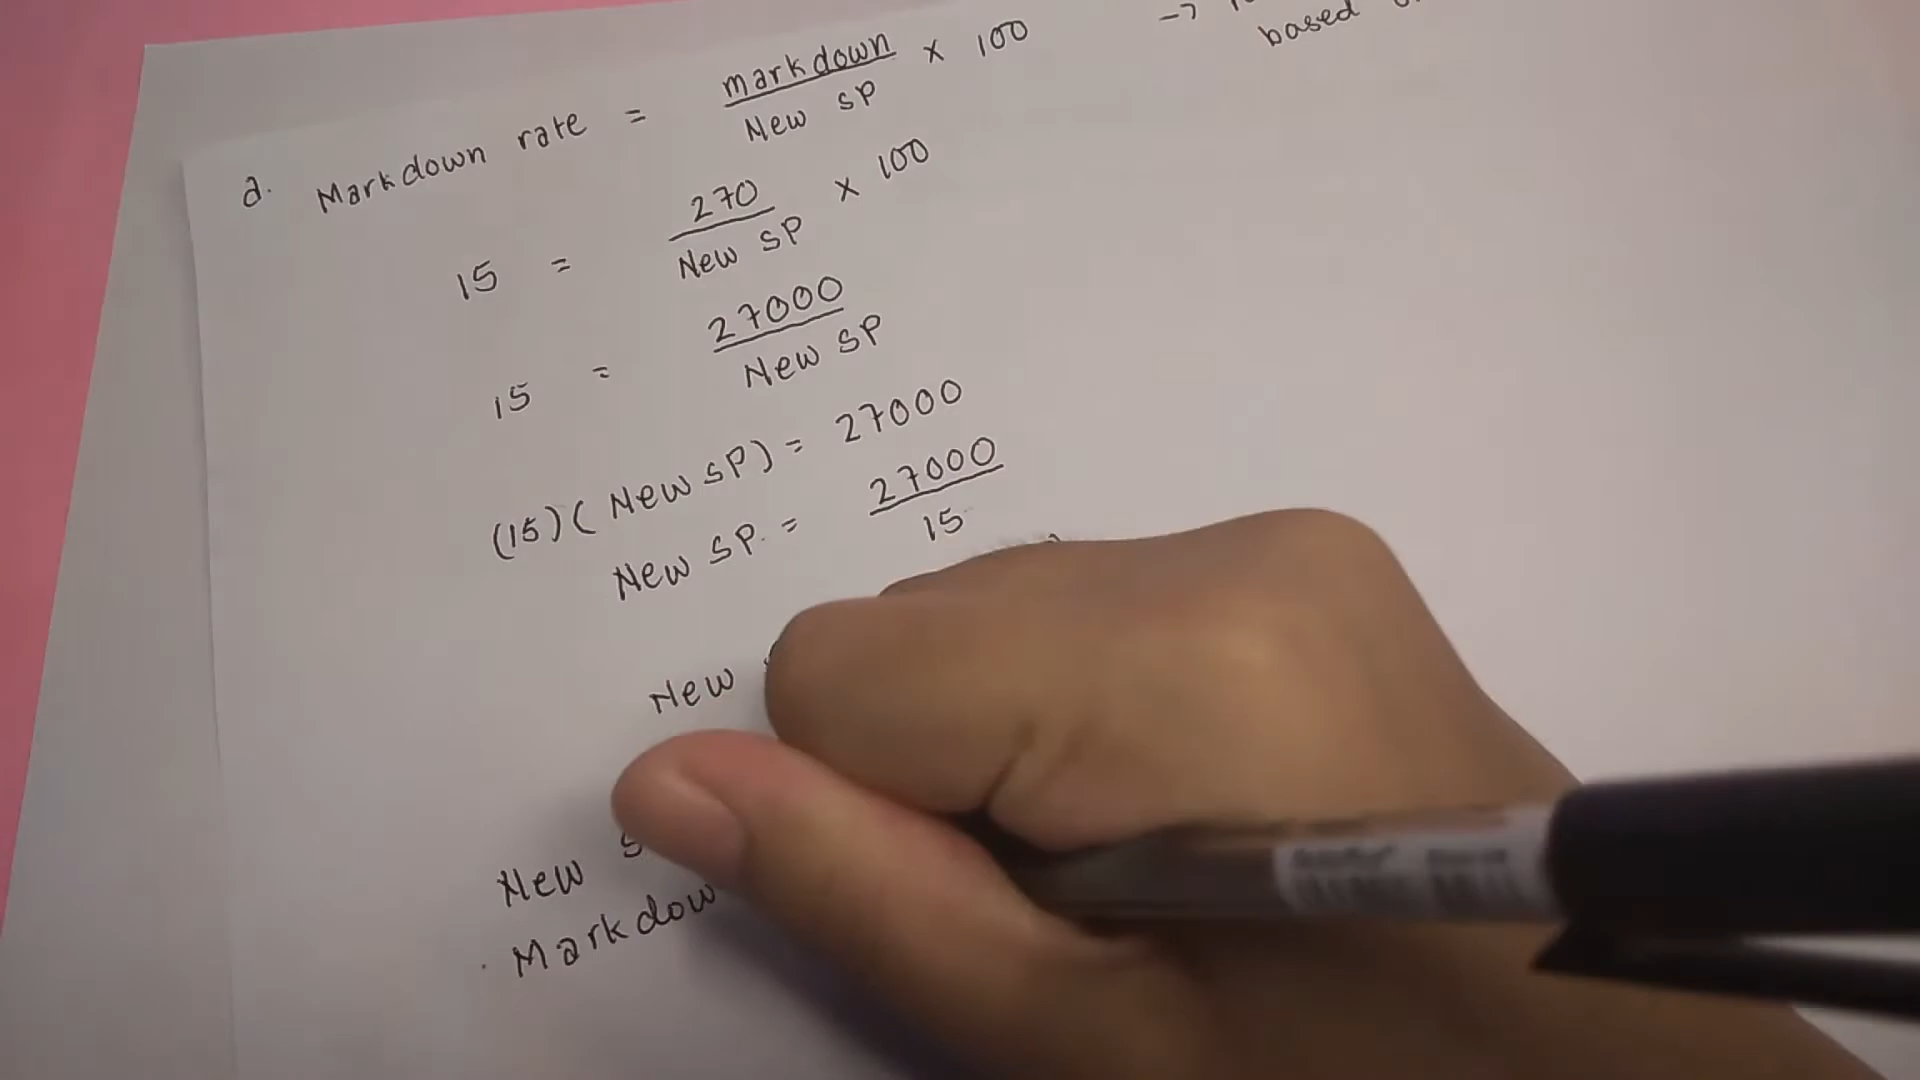 → based
a. Markdown rate = markdown / New SP × 100
15 = 270 / New SP × 100
15 = 27000 / New SP
(15)(New SP) = 27000
New SP. = 27000 / 15
New
New
Markdow